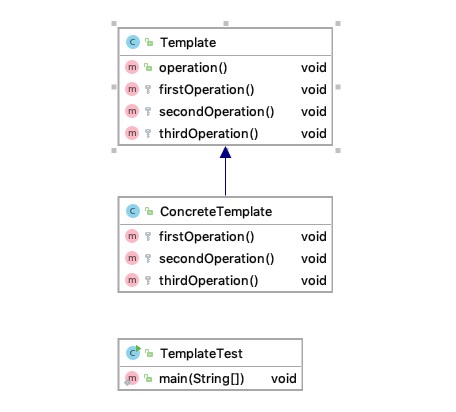 C Template
m operation() void
m firstOperation() void
m secondOperation() void
m thirdOperation() void
C ConcreteTemplate
m firstOperation() void
m secondOperation() void
m thirdOperation() void
C TemplateTest
m main(String[]) void